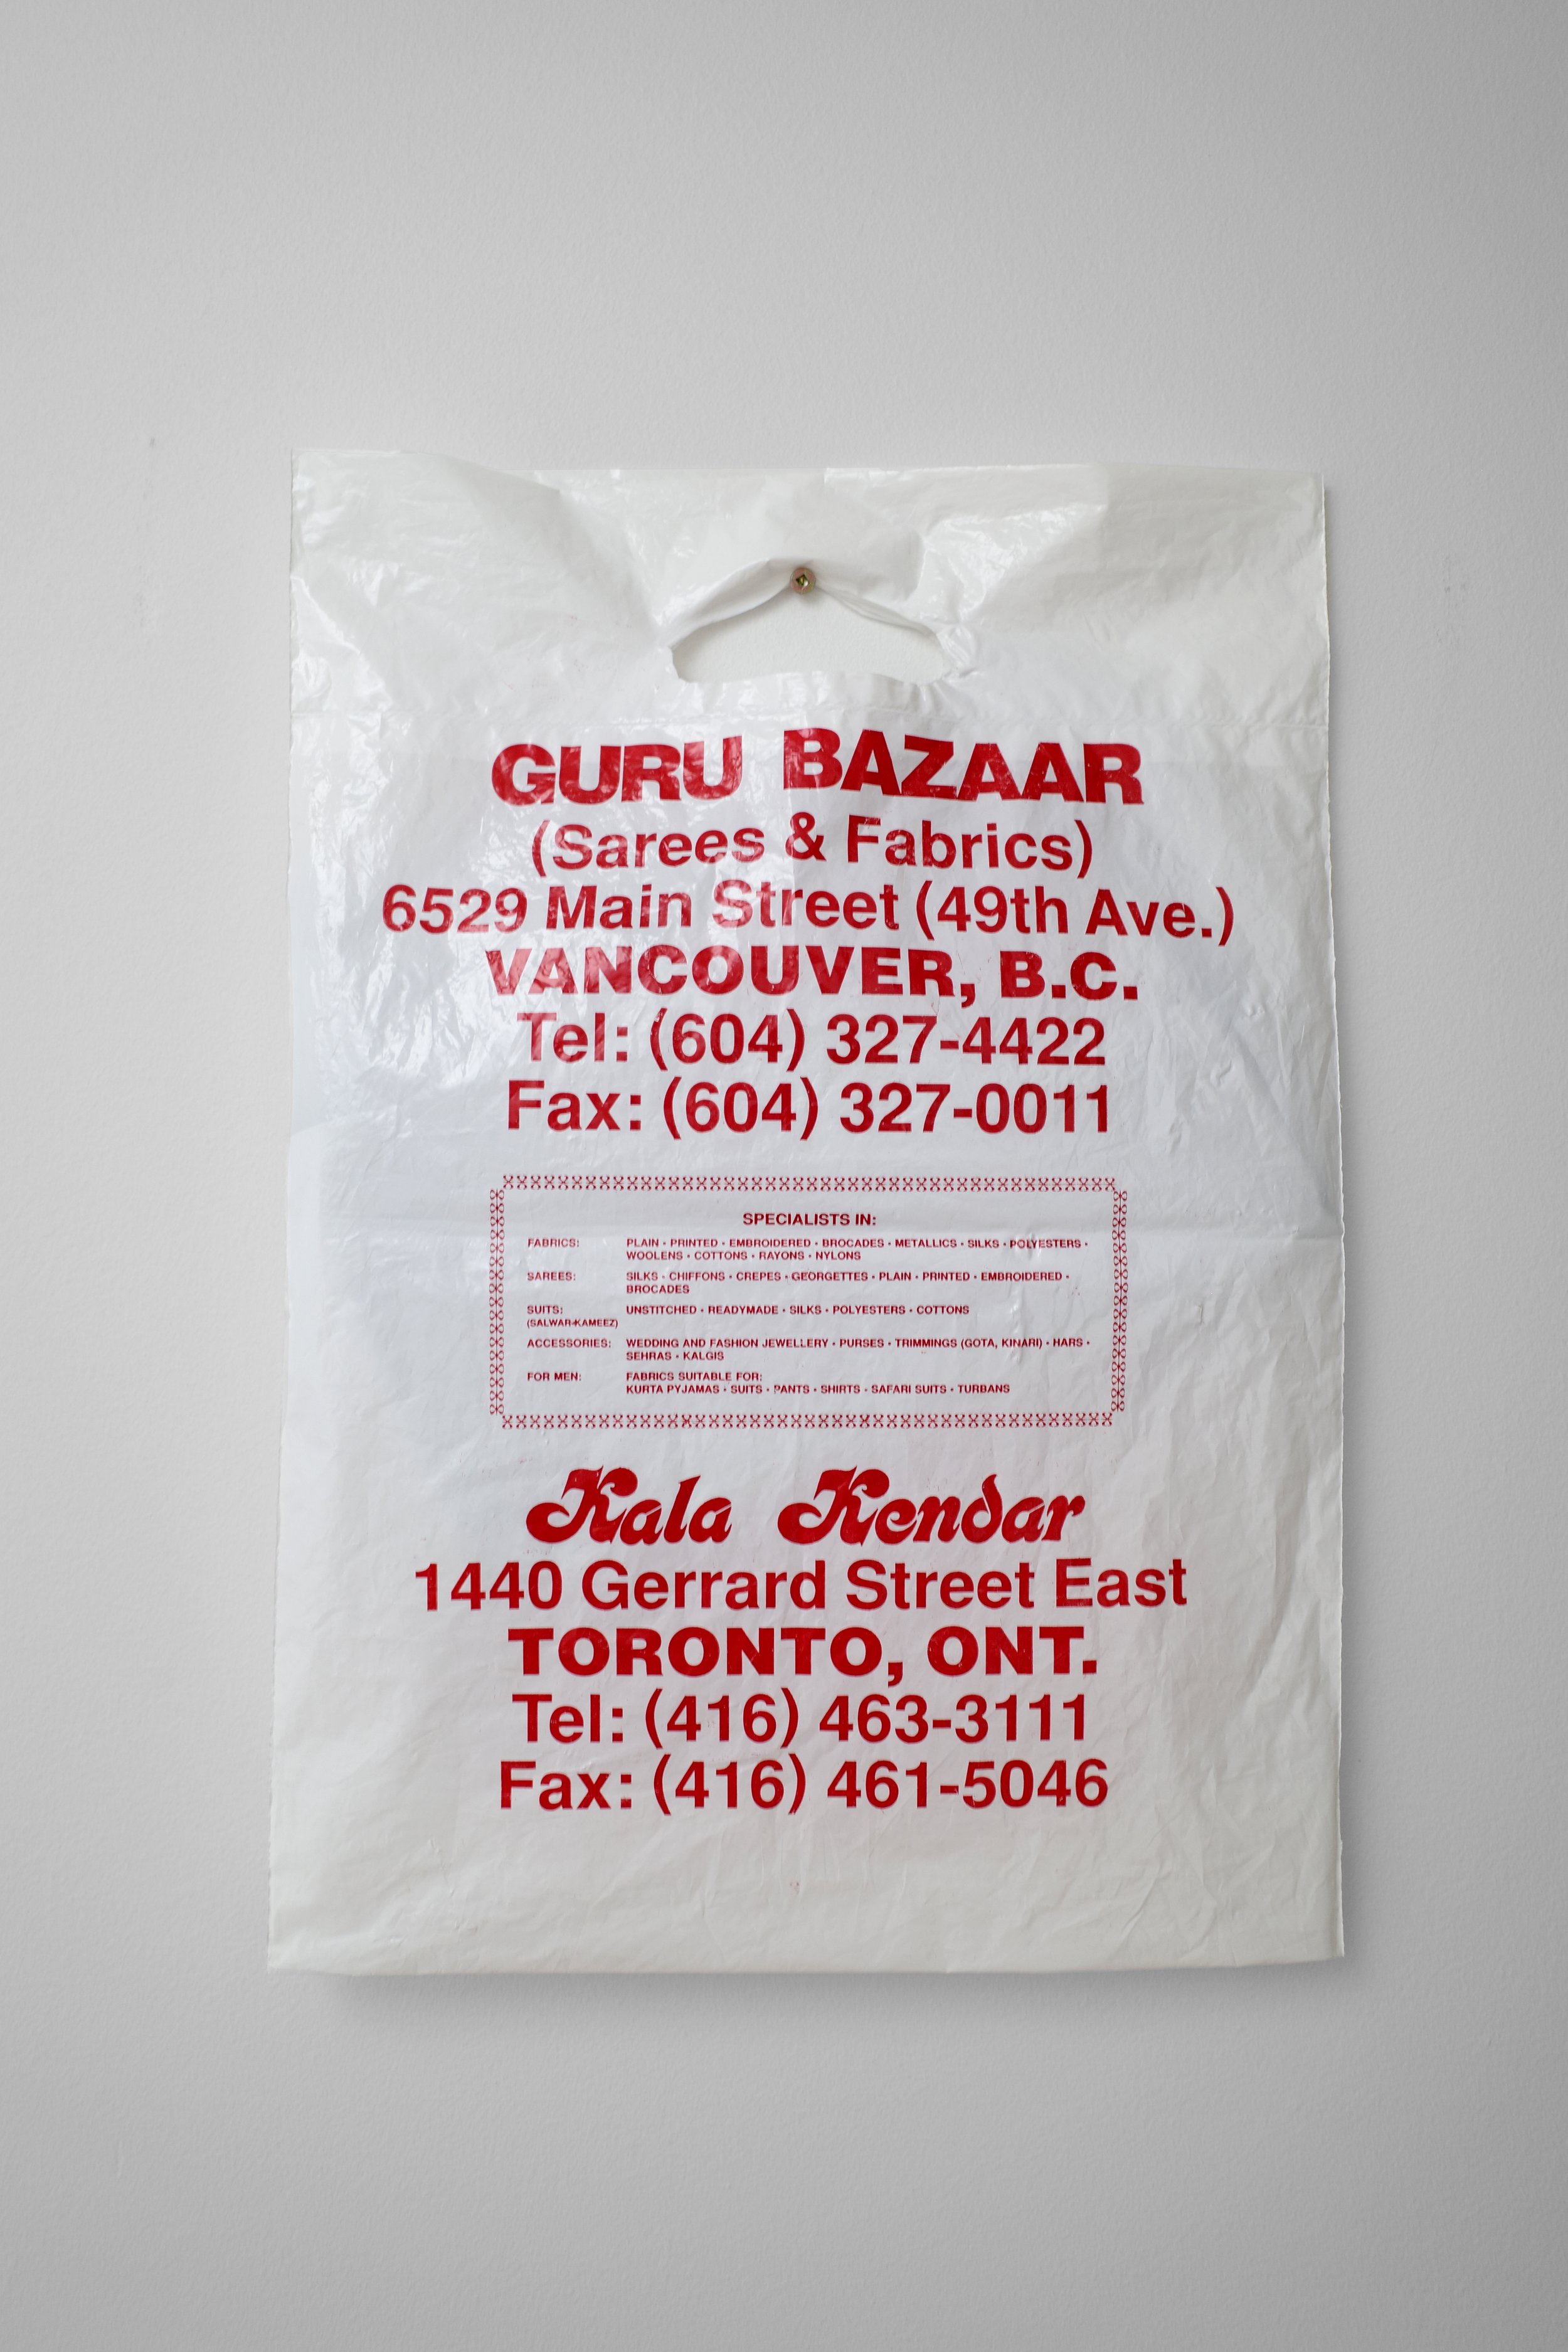 GURU BAZAAR
(Sarees & Fabrics)
6529 Main Street (49th Ave.)
VANCOUVER, B.C.
Tel: (604) 327-4422
Fax: (604) 327-0011
SPECIALISTS IN:
FABRICS: PLAIN • PRINTED • EMBROIDERED • BROCADES • METALLICS • SILKS • POLYESTERS •
WOOLENS • COTTONS • RAYONS • NYLONS
SAREES: SILKS • CHIFFONS • CREPES • GEORGETTES • PLAIN • PRINTED • EMBROIDERED •
BROCADES
SUITS: UNSTITCHED • READYMADE • SILKS • POLYESTERS • COTTONS
(SALWAR-KAMEEZ)
ACCESSORIES: WEDDING AND FASHION JEWELLERY • PURSES • TRIMMINGS (GOTA, KINARI) • HARS •
SEHRAS • KALGIS
FOR MEN: FABRICS SUITABLE FOR:
KURTA PYJAMAS • SUITS • PANTS • SHIRTS • SAFARI SUITS • TURBANS
Kala Kendar
1440 Gerrard Street East
TORONTO, ONT.
Tel: (416) 463-3111
Fax: (416) 461-5046